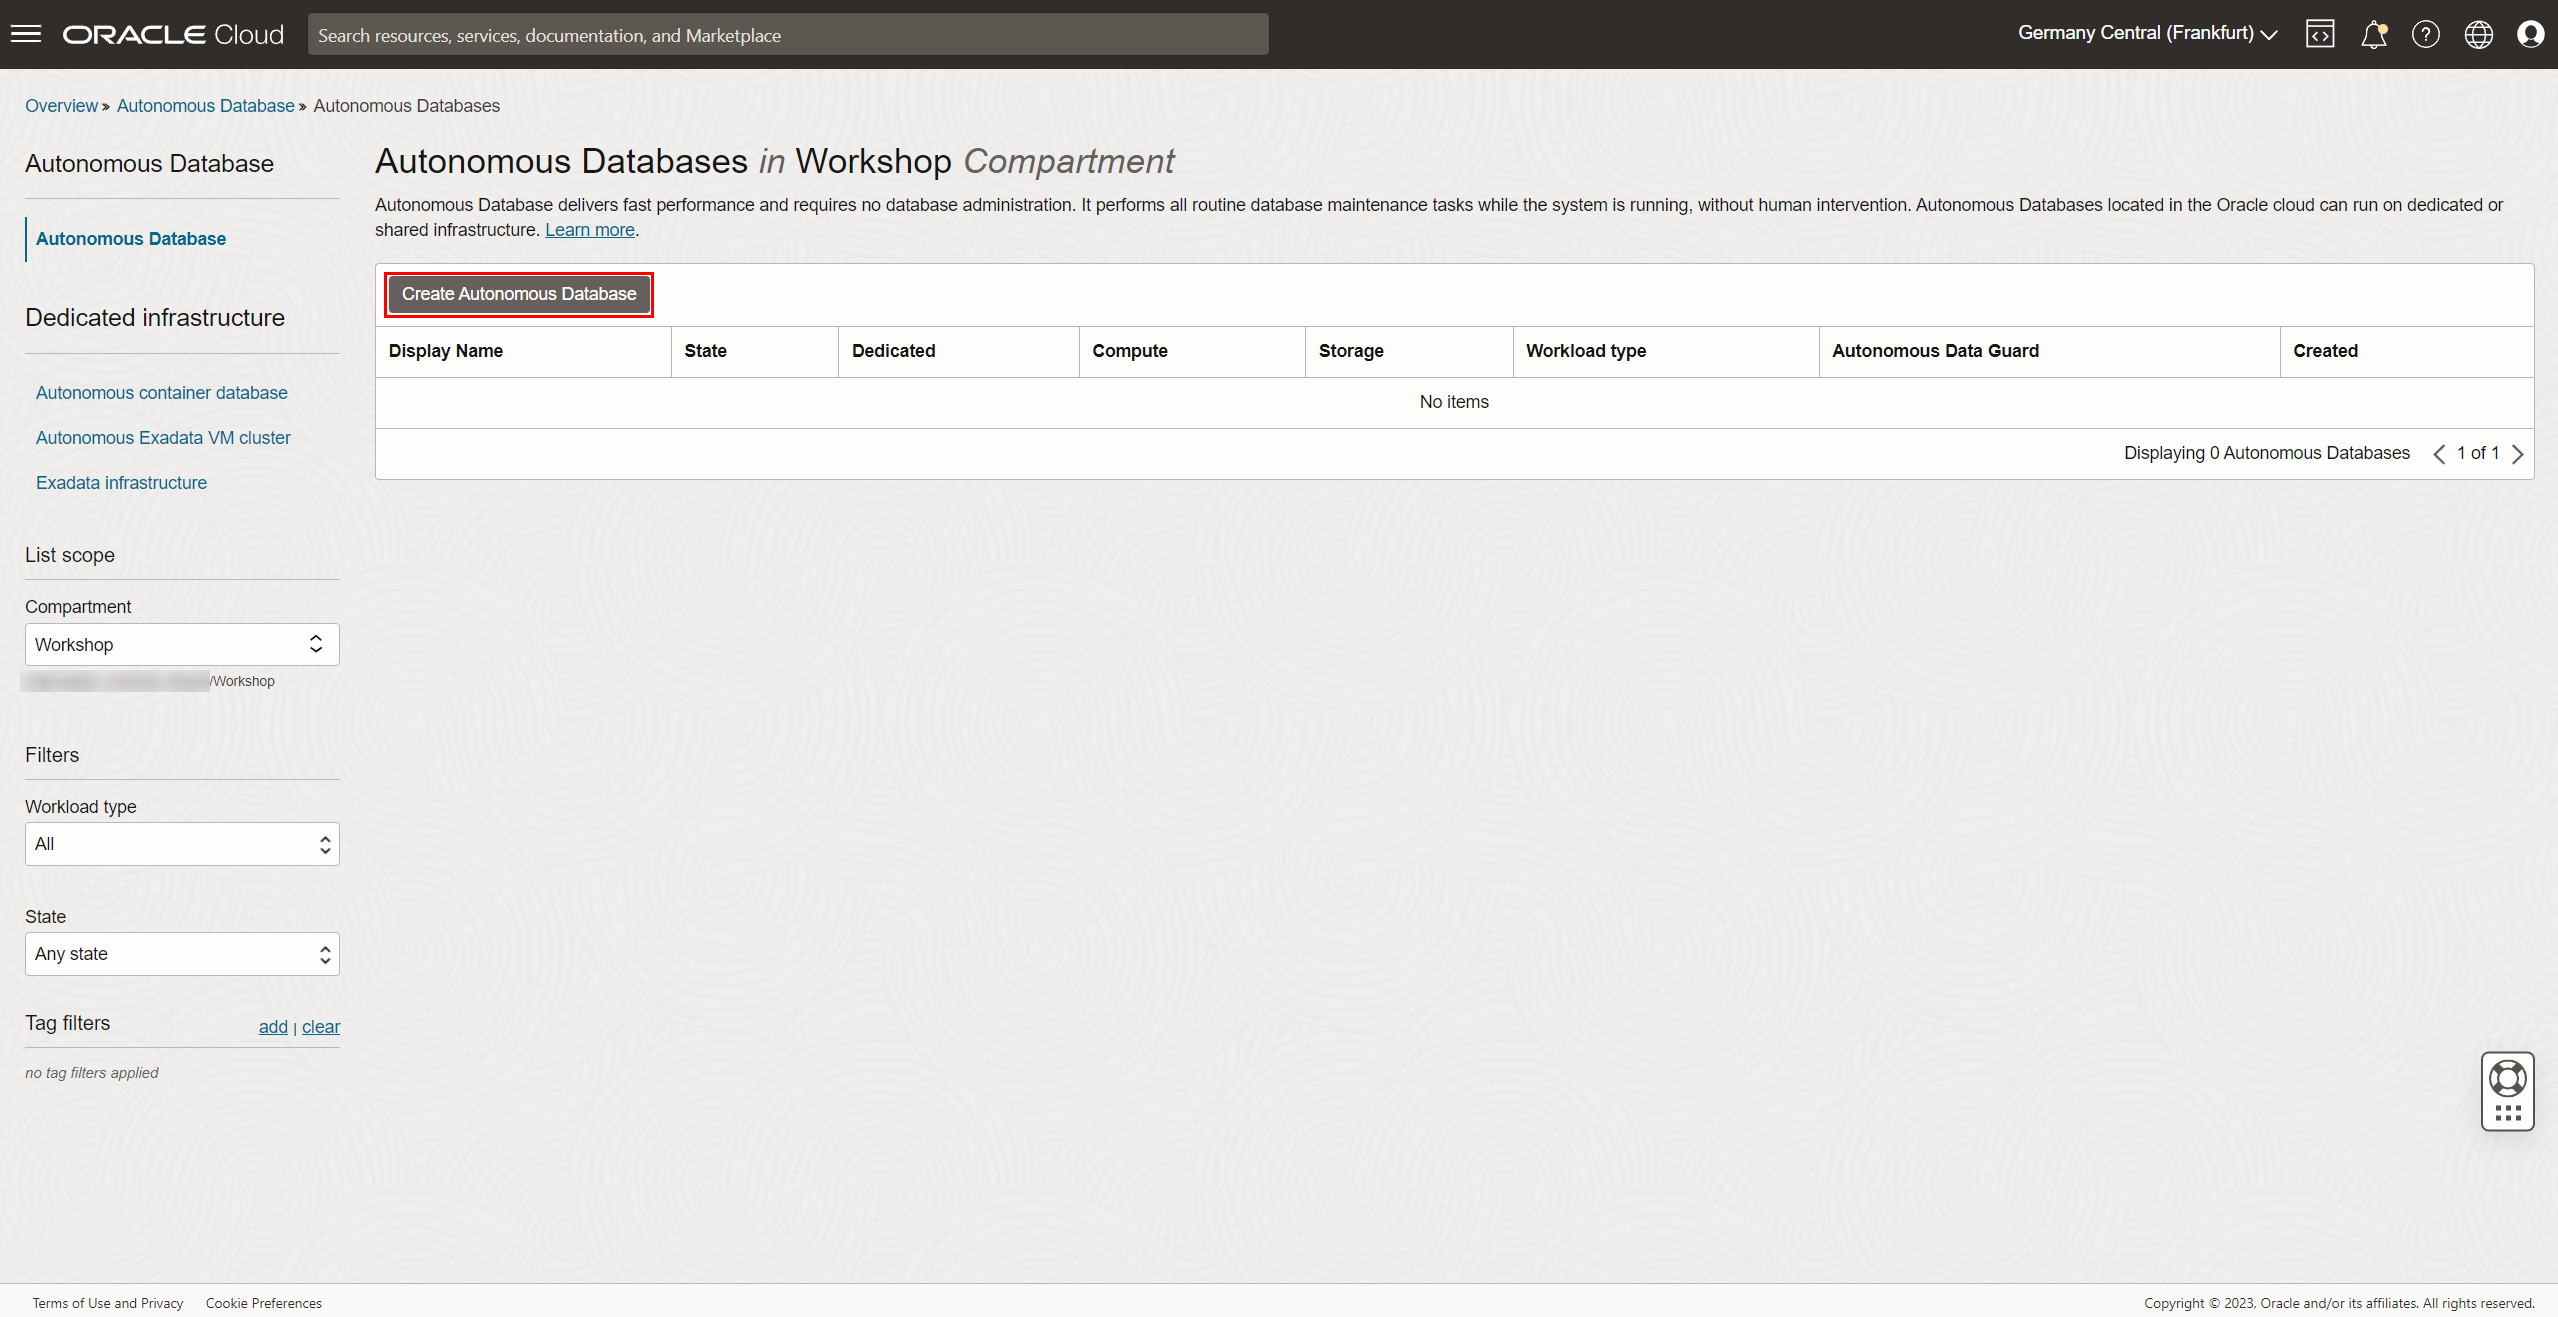 ORACLE Cloud
Search resources, services, documentation, and Marketplace
Germany Central (Frankfurt)
Overview » Autonomous Database » Autonomous Databases
Autonomous Database
Autonomous Database
Dedicated infrastructure
Autonomous container database
Autonomous Exadata VM cluster
Exadata infrastructure
List scope
Compartment
Workshop
/Workshop
Filters
Workload type
All
State
Any state
Tag filters
add | clear
no tag filters applied
Autonomous Databases in Workshop Compartment
Autonomous Database delivers fast performance and requires no database administration. It performs all routine database maintenance tasks while the system is running, without human intervention. Autonomous Databases located in the Oracle cloud can run on dedicated or
shared infrastructure. Learn more.
Create Autonomous Database
Display Name State Dedicated Compute Storage Workload type Autonomous Data Guard Created
No items
Displaying 0 Autonomous Databases < 1 of 1 >
Terms of Use and Privacy Cookie Preferences
Copyright © 2023, Oracle and/or its affiliates. All rights reserved.